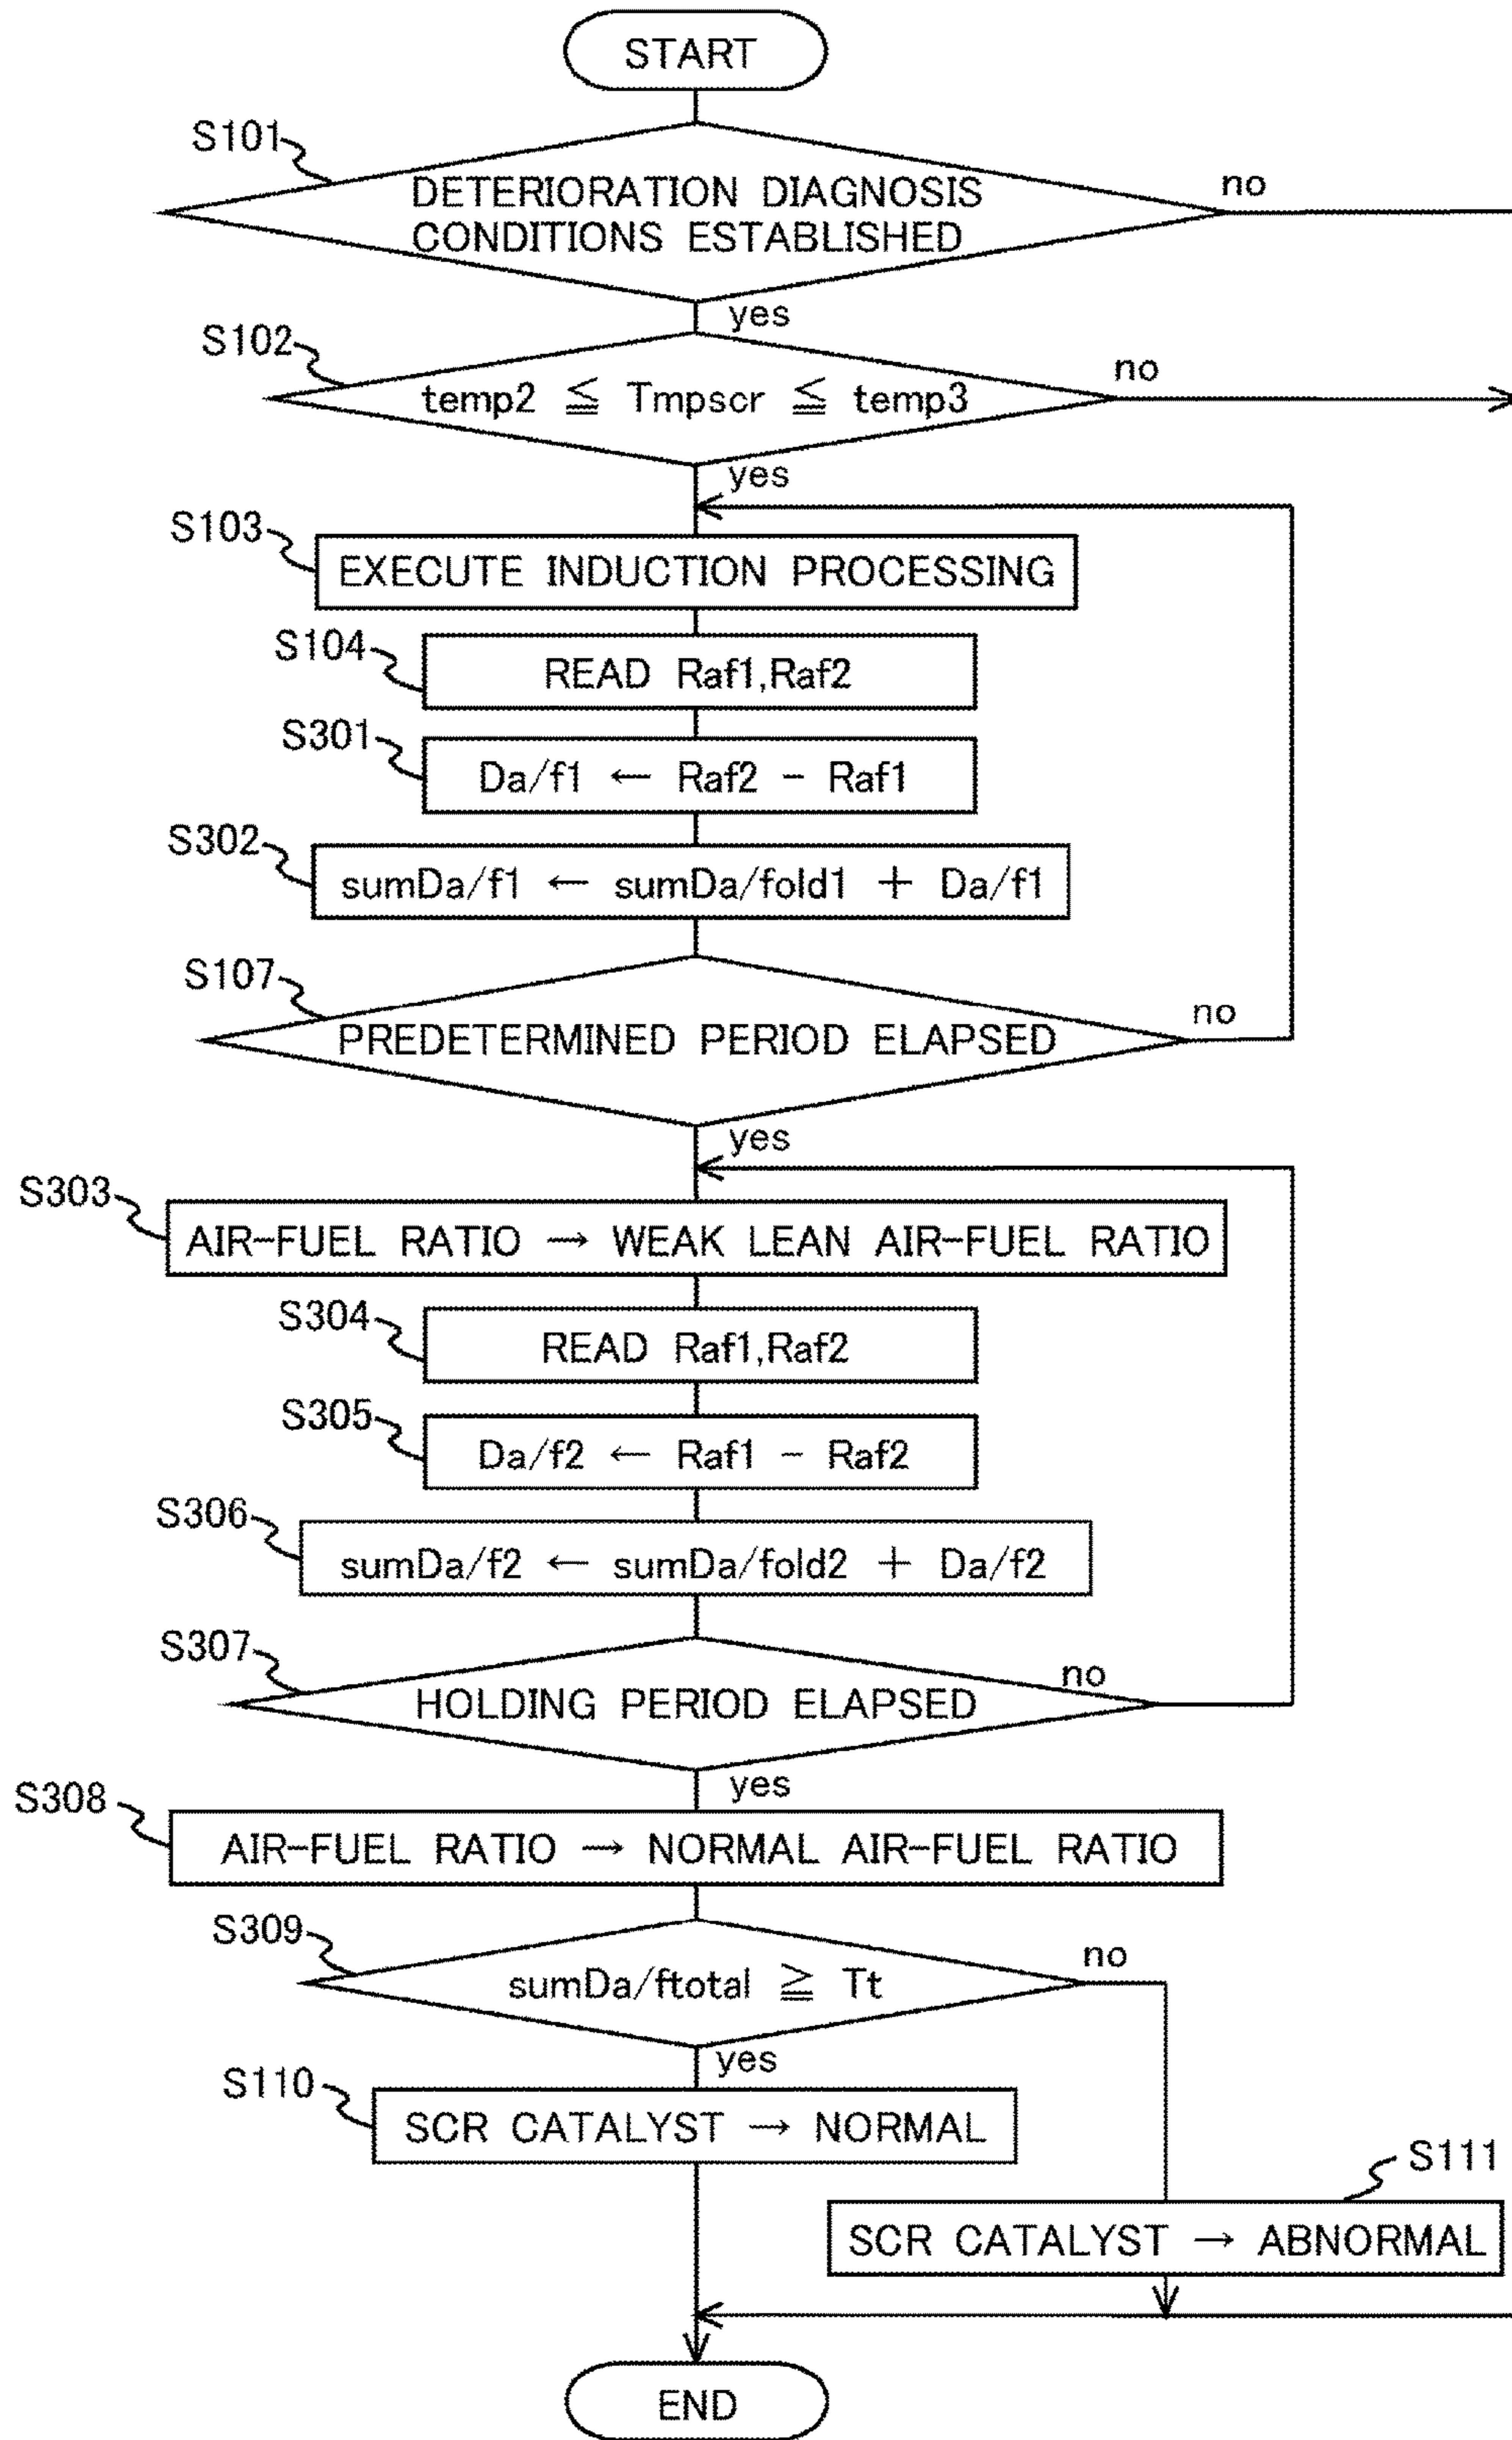 START
S101
DETERIORATION DIAGNOSIS
CONDITIONS ESTABLISHED
no
yes
S102
temp2 ≦ Tmpscr ≦ temp3
no
yes
S103
EXECUTE INDUCTION PROCESSING
S104
READ Raf1,Raf2
S301
Da/f1 ← Raf2 - Raf1
S302
sumDa/f1 ← sumDa/fold1 + Da/f1
S107
PREDETERMINED PERIOD ELAPSED
no
yes
S303
AIR-FUEL RATIO → WEAK LEAN AIR-FUEL RATIO
S304
READ Raf1,Raf2
S305
Da/f2 ← Raf1 - Raf2
S306
sumDa/f2 ← sumDa/fold2 + Da/f2
S307
HOLDING PERIOD ELAPSED
no
yes
S308
AIR-FUEL RATIO → NORMAL AIR-FUEL RATIO
S309
sumDa/ftotal ≧ Tt
no
yes
S110
SCR CATALYST → NORMAL
S111
SCR CATALYST → ABNORMAL
END